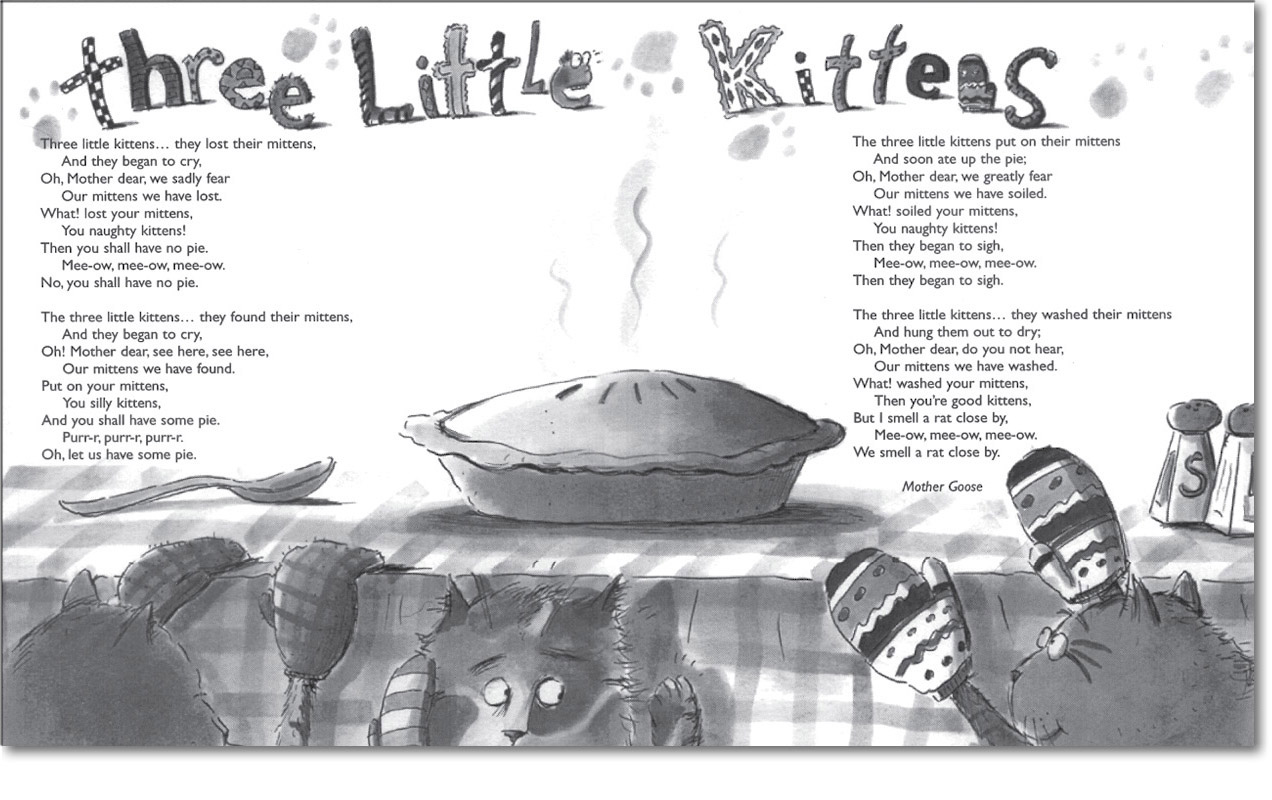 three Little Kittens
Three little kittens... they lost their mittens,
And they began to cry,
Oh, Mother dear, we sadly fear
Our mittens we have lost.
What! lost your mittens,
You naughty kittens!
Then you shall have no pie.
Mee-ow, mee-ow, mee-ow.
No, you shall have no pie.
The three little kittens... they found their mittens,
And they began to cry,
Oh! Mother dear, see here, see here,
Our mittens we have found.
Put on your mittens,
You silly kittens,
And you shall have some pie.
Purr-r, purr-r, purr-r.
Oh, let us have some pie.
The three little kittens put on their mittens
And soon ate up the pie;
Oh, Mother dear, we greatly fear
Our mittens we have soiled.
What! soiled your mittens,
You naughty kittens!
Then they began to sigh,
Mee-ow, mee-ow, mee-ow.
Then they began to sigh.
The three little kittens... they washed their mittens
And hung them out to dry;
Oh, Mother dear, do you not hear,
Our mittens we have washed.
What! washed your mittens,
Then you're good kittens,
But I smell a rat close by,
Mee-ow, mee-ow, mee-ow.
We smell a rat close by.
Mother Goose
S